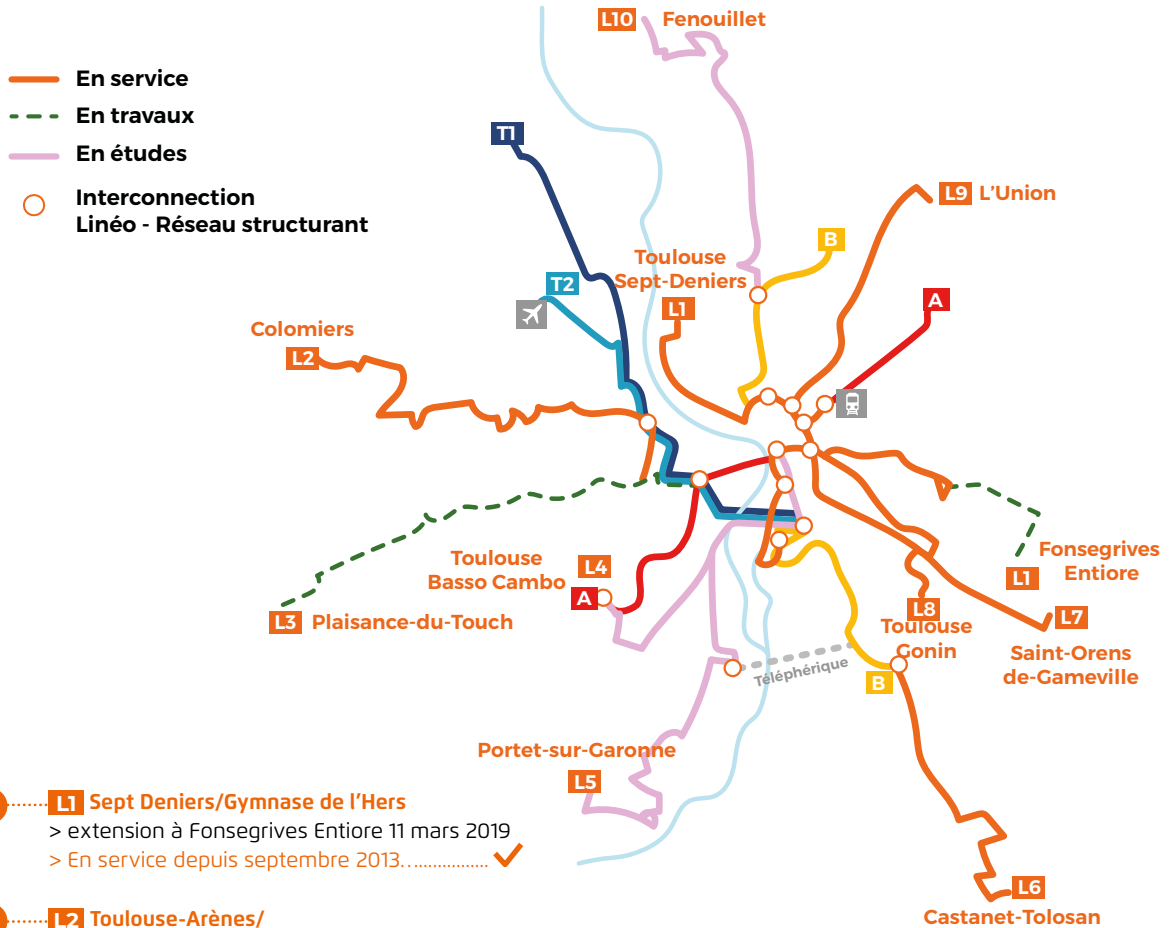 L10 Fenouillet
En service
En travaux
En études
Interconnection
Linéo - Réseau structurant
T1
L9 L'Union
B
Toulouse
Sept-Deniers
L1
T2
A
Colomiers
L2
Toulouse
Basso Cambo
L4
A
L3 Plaisance-du-Touch
Fonsegrives
Entiore
L1
L8
Toulouse
Gonin
L7
Saint-Orens
de-Gameville
Téléphérique
B
Portet-sur-Garonne
L5
L6
Castanet-Tolosan
L1 Sept Deniers/Gymnase de l'Hers
> extension à Fonsegrives Entiore 11 mars 2019
> En service depuis septembre 2013..................
L2 Toulouse-Arènes/